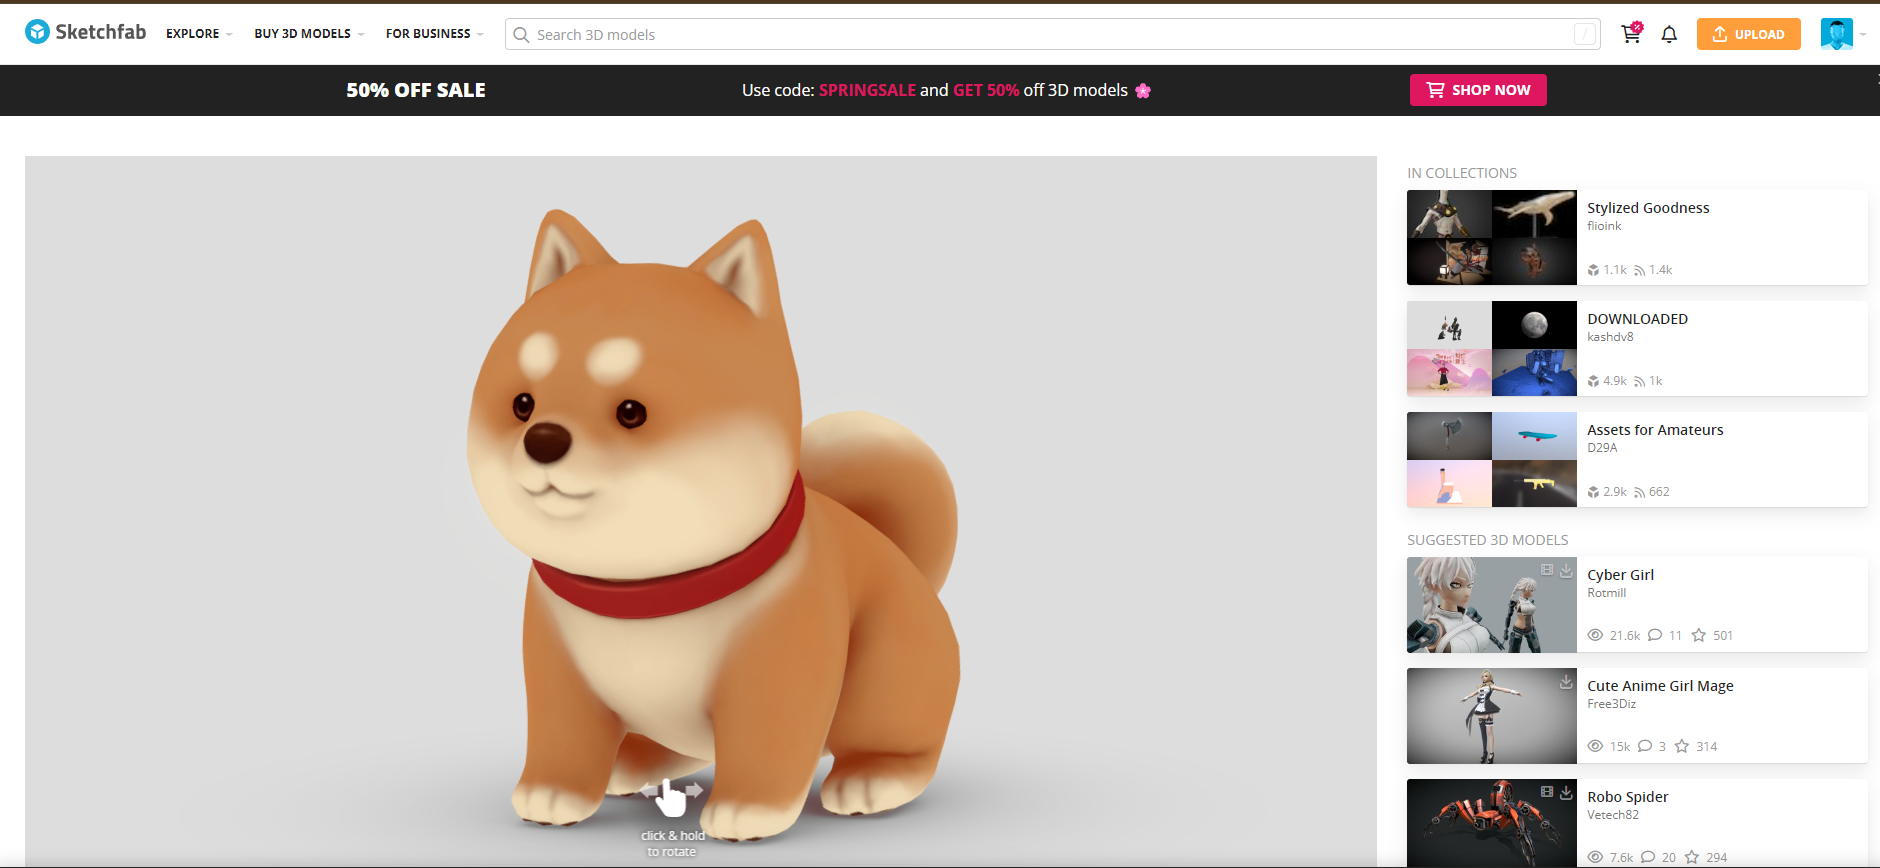 Sketchfab
EXPLORE
BUY 3D MODELS
FOR BUSINESS
Search 3D models
/
UPLOAD
50% OFF SALE
Use code: SPRINGSALE and GET 50% off 3D models 🌸
SHOP NOW
click & hold
to rotate
IN COLLECTIONS
Stylized Goodness
flioink
1.1k 1.4k
DOWNLOADED
kashdv8
4.9k 1k
Assets for Amateurs
D29A
2.9k 662
SUGGESTED 3D MODELS
Cyber Girl
Rotmill
21.6k 11 501
Cute Anime Girl Mage
Free3Diz
15k 3 314
Robo Spider
Vetech82
7.6k 20 294